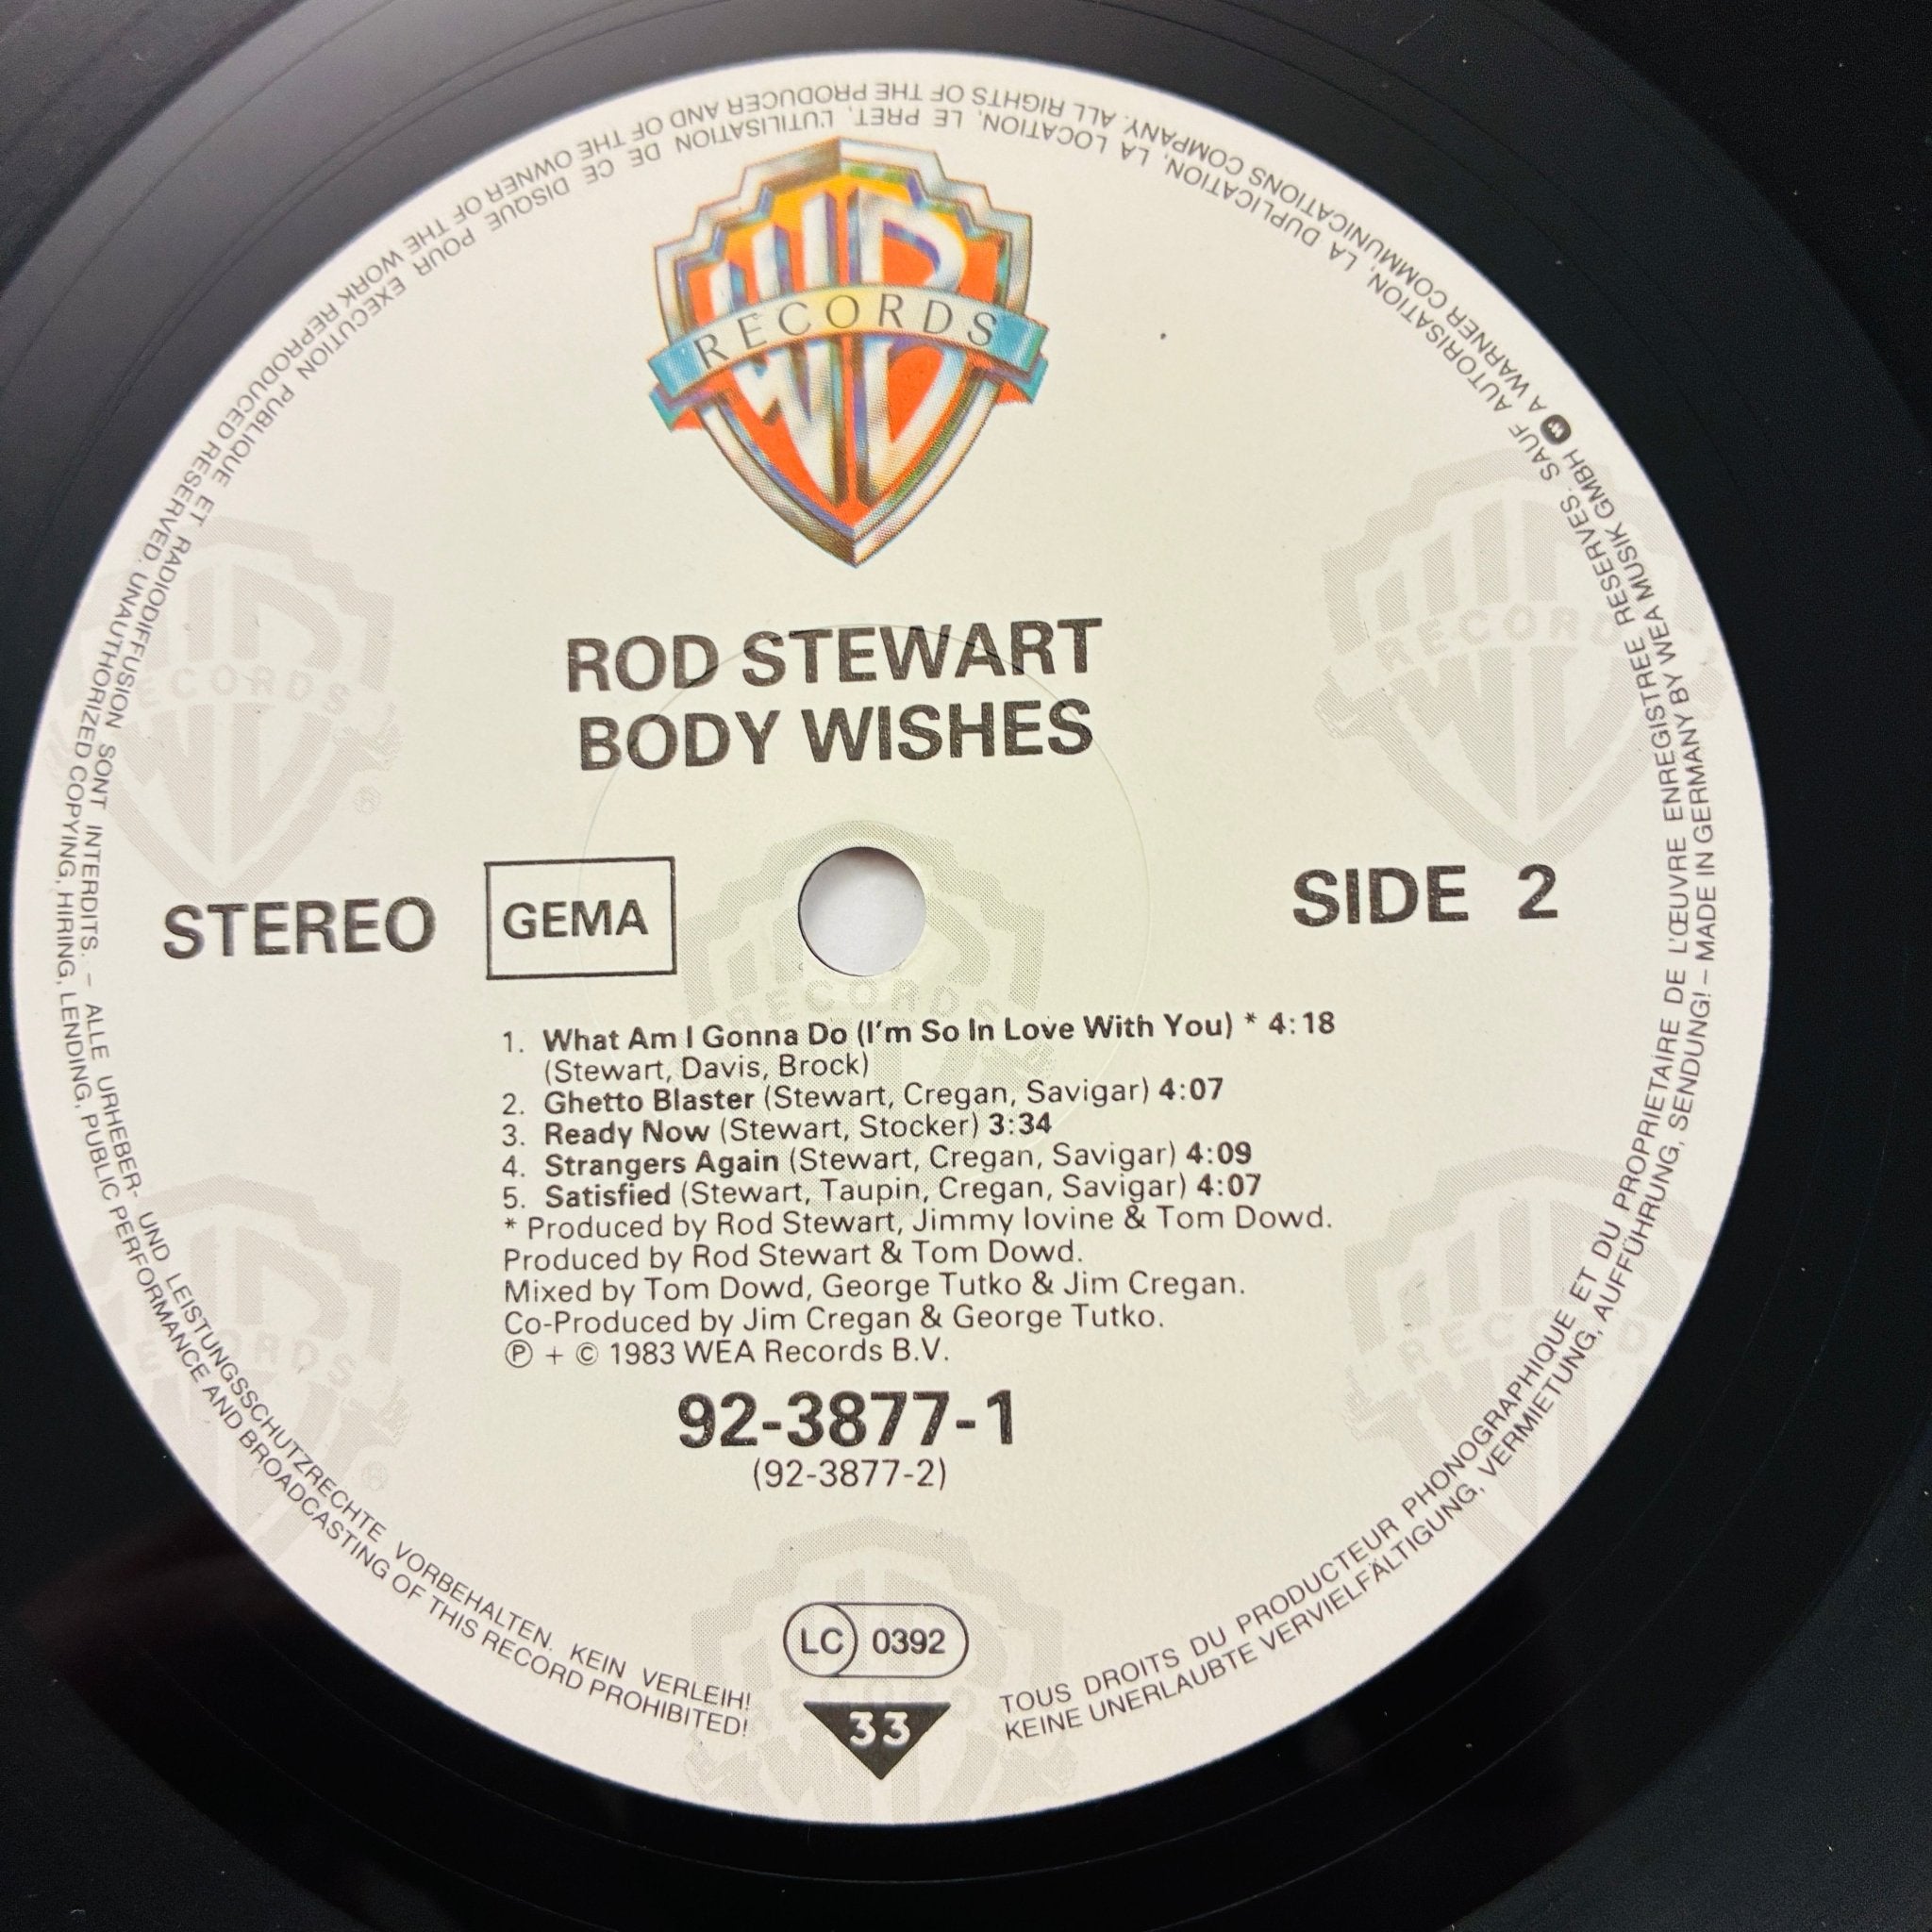 RECORDS
ROD STEWART
BODY WISHES
STEREO
GEMA
SIDE 2
1. What Am I Gonna Do (I'm So In Love With You) * 4:18
(Stewart, Davis, Brock)
2. Ghetto Blaster (Stewart, Cregan, Savigar) 4:07
3. Ready Now (Stewart, Stocker) 3:34
4. Strangers Again (Stewart, Cregan, Savigar) 4:09
5. Satisfied (Stewart, Taupin, Cregan, Savigar) 4:07
* Produced by Rod Stewart, Jimmy Iovine & Tom Dowd.
Produced by Rod Stewart & Tom Dowd.
Mixed by Tom Dowd, George Tutko & Jim Cregan.
Co-Produced by Jim Cregan & George Tutko.
℗ + © 1983 WEA Records B.V.
92-3877-1
(92-3877-2)
LC 0392
33
TOUS DROITS DU PRODUCTEUR PHONOGRAPHIQUE ET DU PROPRIETAIRE DE L'ŒUVRE ENREGISTREE RESERVES. SAUF AUTORISATION, LA DUPLICATION, LA LOCATION, LE PRET, L'UTILISATION DE CE DISQUE POUR EXECUTION PUBLIQUE ET RADIODIFFUSION SONT INTERDITS. – ALLE URHEBER- UND LEISTUNGSSCHUTZRECHTE VORBEHALTEN. KEIN VERLEIH!
KEINE UNERLAUBTE VERVIELFÄLTIGUNG, VERMIETUNG, AUFFÜHRUNG, SENDUNG! – MADE IN GERMANY BY WEA MUSIK GMBH A WARNER COMMUNICATIONS COMPANY. ALL RIGHTS OF THE PRODUCER AND OF THE OWNER OF THE WORK REPRODUCED RESERVED. UNAUTHORIZED COPYING, HIRING, LENDING, PUBLIC PERFORMANCE AND BROADCASTING OF THIS RECORD PROHIBITED!